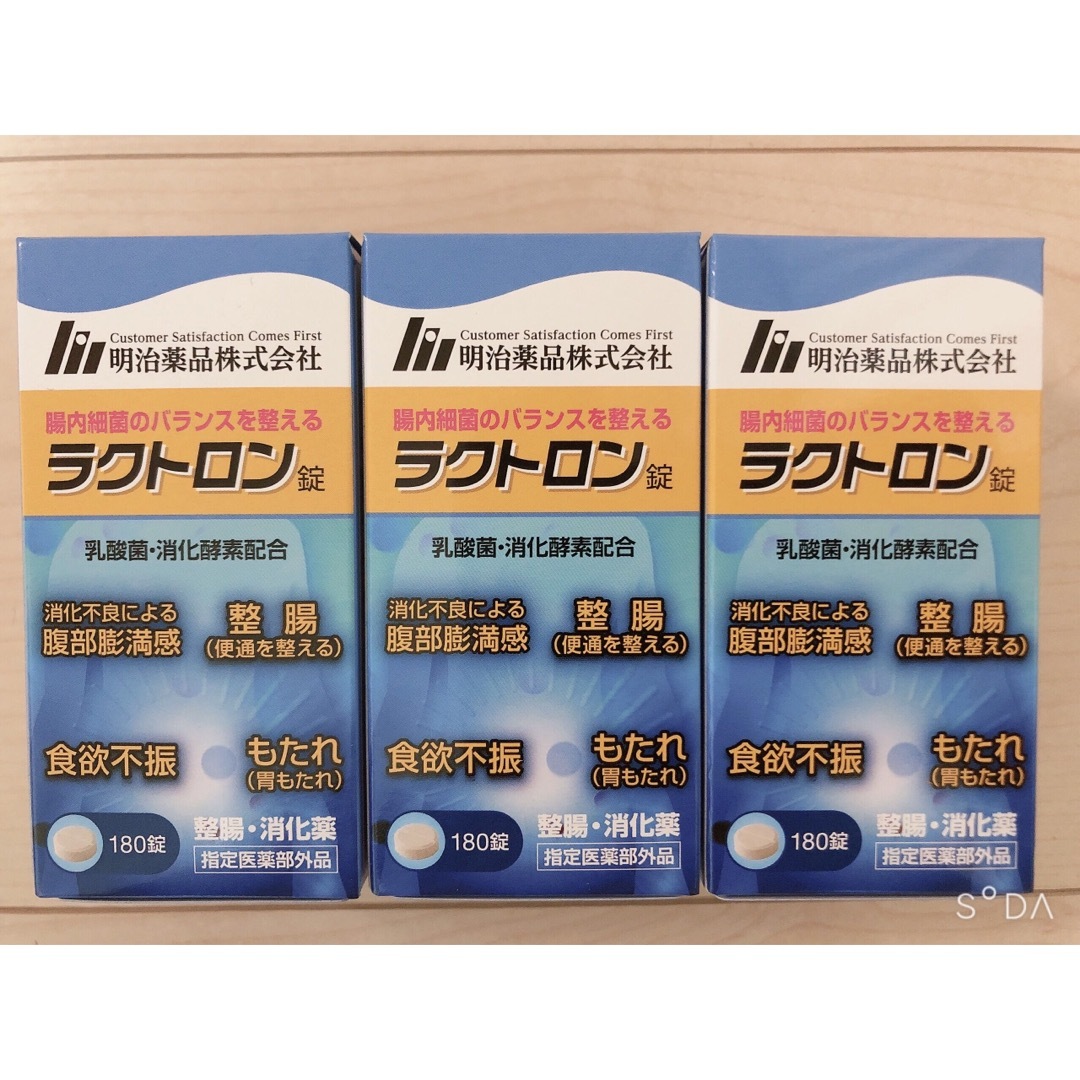 Customer Satisfaction Comes First
明治薬品株式会社
腸内細菌のバランスを整える
ラクトロン錠
乳酸菌・消化酵素配合
消化不良による
腹部膨満感
整腸
(便通を整える)
食欲不振
もたれ
(胃もたれ)
180錠
整腸・消化薬
指定医薬部外品
Customer Satisfaction Comes First
明治薬品株式会社
腸内細菌のバランスを整える
ラクトロン錠
乳酸菌・消化酵素配合
消化不良による
腹部膨満感
整腸
(便通を整える)
食欲不振
もたれ
(胃もたれ)
180錠
整腸・消化薬
指定医薬部外品
Customer Satisfaction Comes First
明治薬品株式会社
腸内細菌のバランスを整える
ラクトロン錠
乳酸菌・消化酵素配合
消化不良による
腹部膨満感
整腸
(便通を整える)
食欲不振
もたれ
(胃もたれ)
180錠
整腸・消化薬
指定医薬部外品
SODA